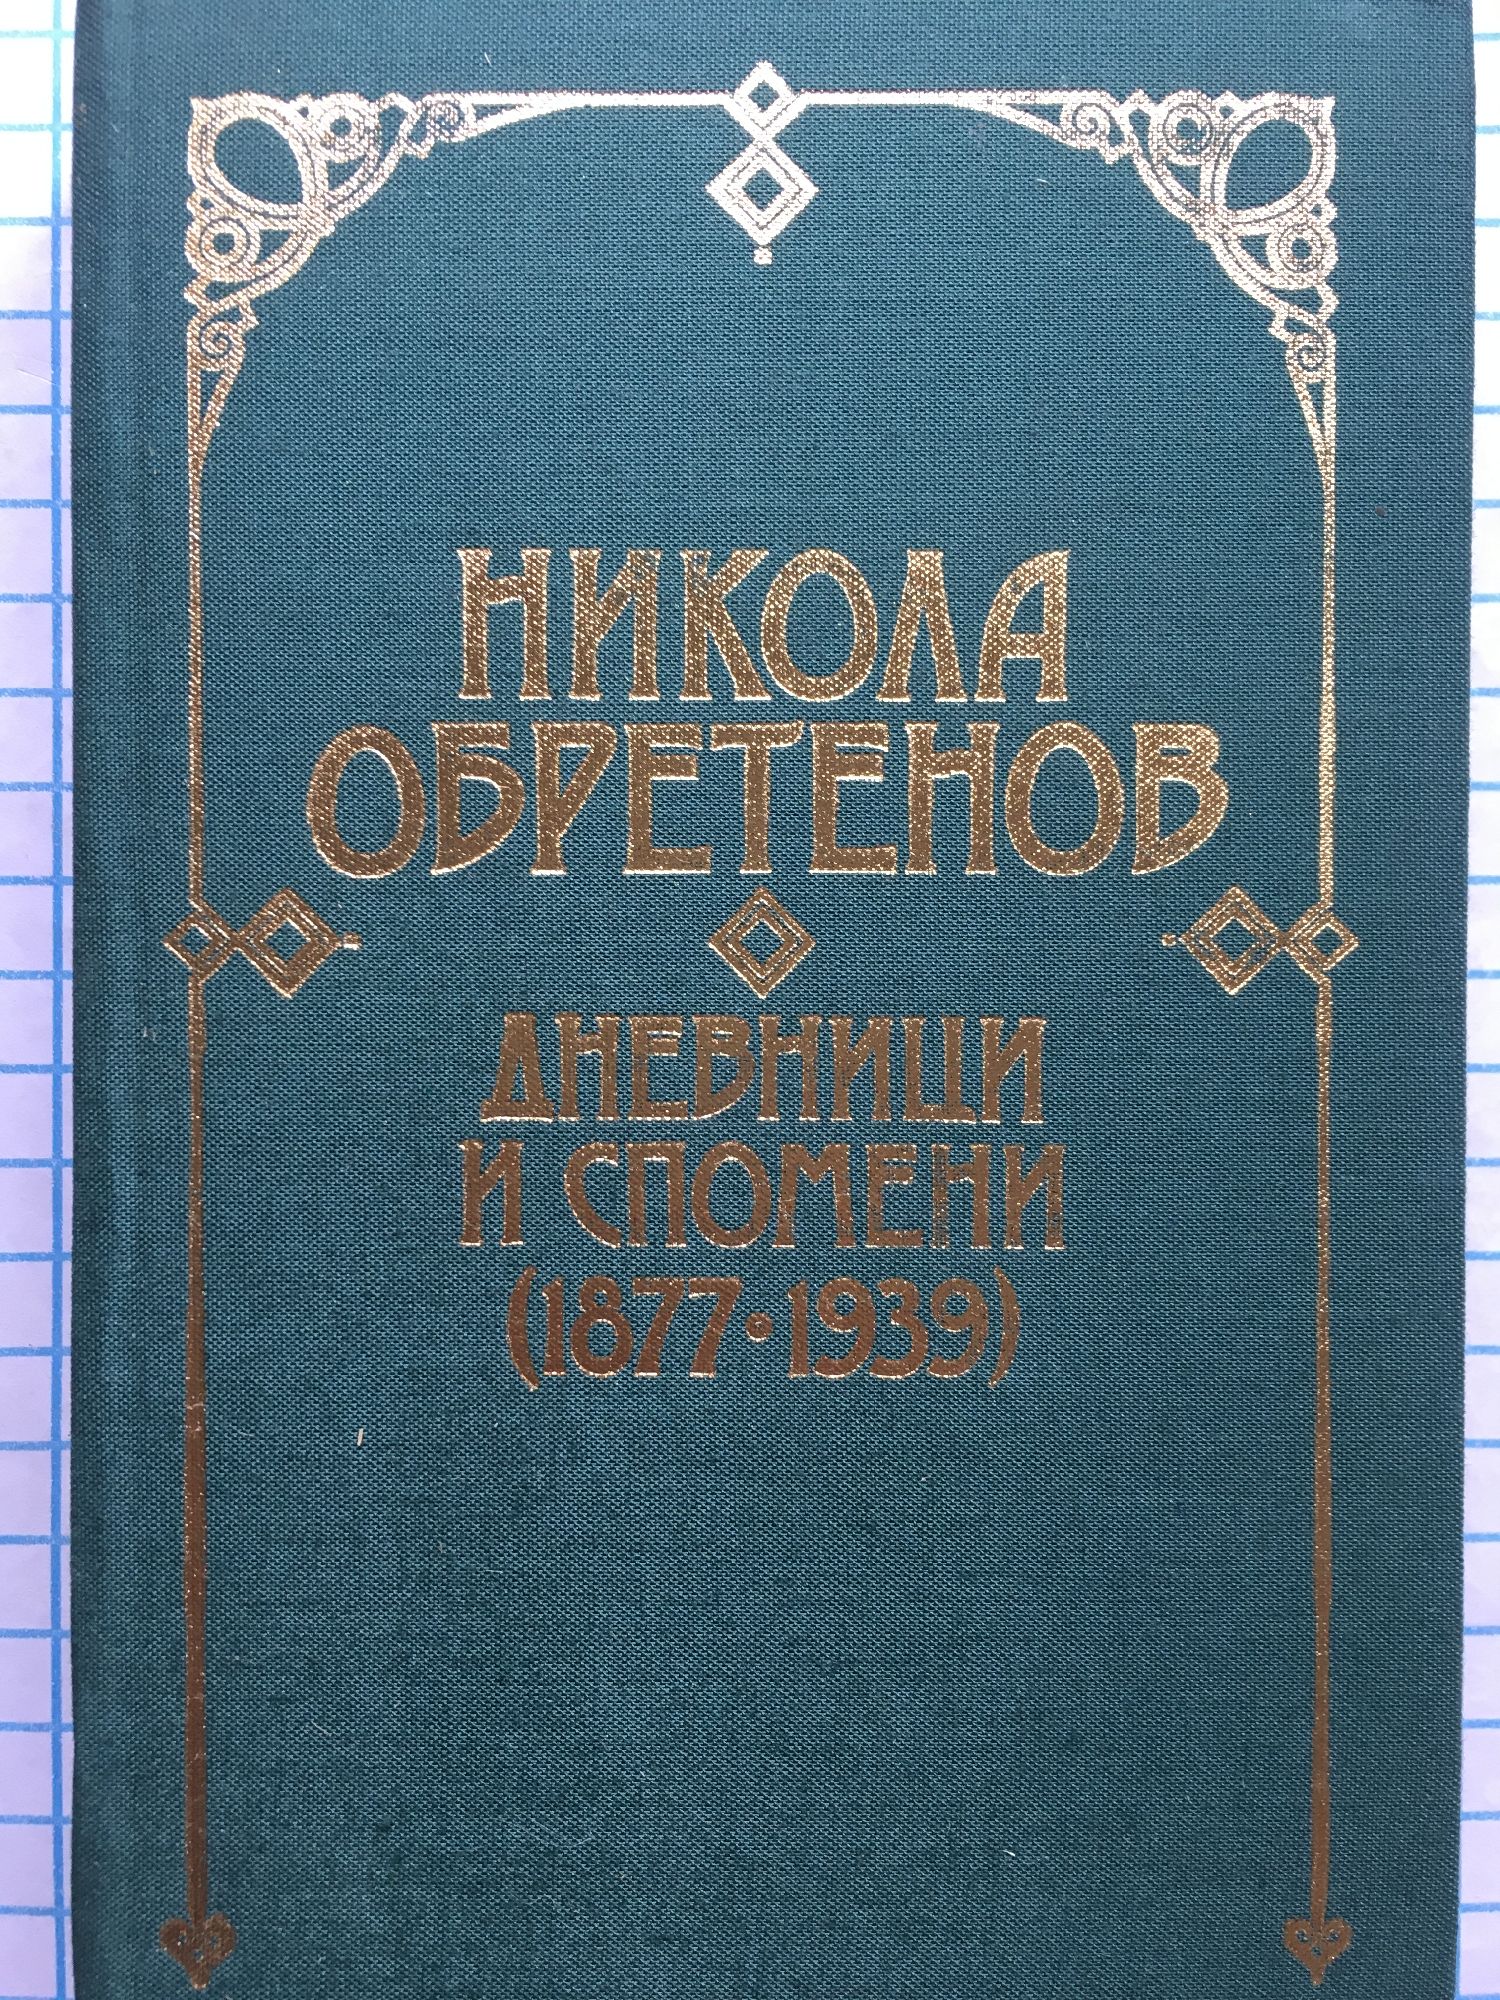 НИКОЛА
ОБРЕТЕНОВ
ДНЕВНИЦИ
И СПОМЕНИ
(1877·1939)